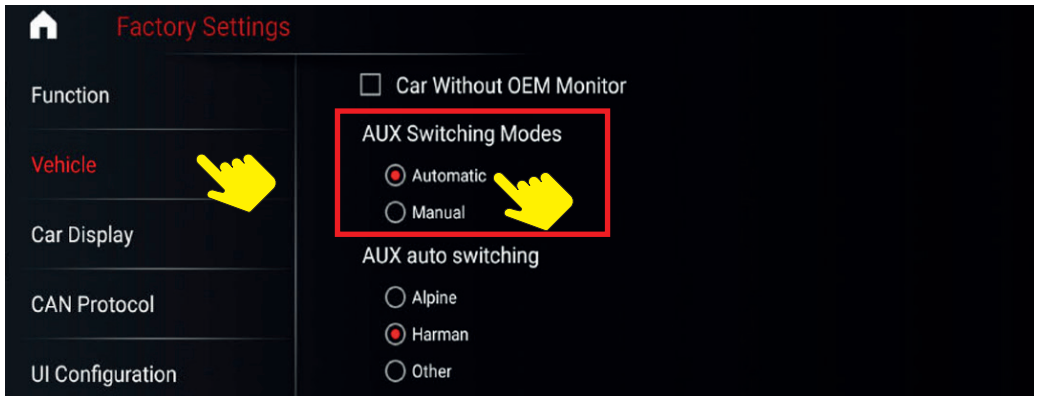 Factory Settings
Function
Vehicle
Car Display
CAN Protocol
UI Configuration
Car Without OEM Monitor
AUX Switching Modes
Automatic
Manual
AUX auto switching
Alpine
Harman
Other